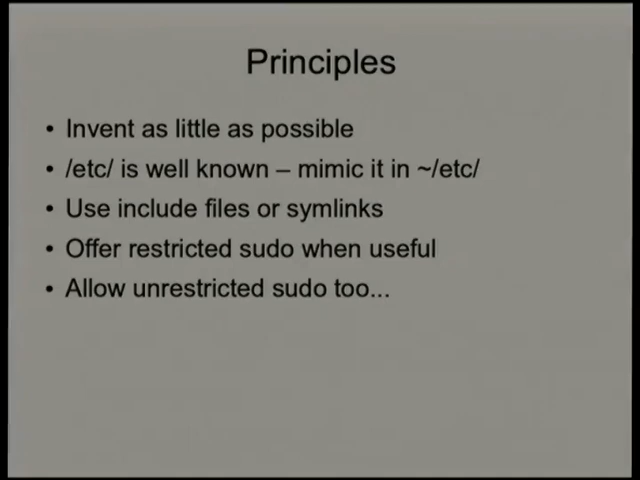 Principles
• Invent as little as possible
• /etc/ is well known – mimic it in ~/etc/
• Use include files or symlinks
• Offer restricted sudo when useful
• Allow unrestricted sudo too...